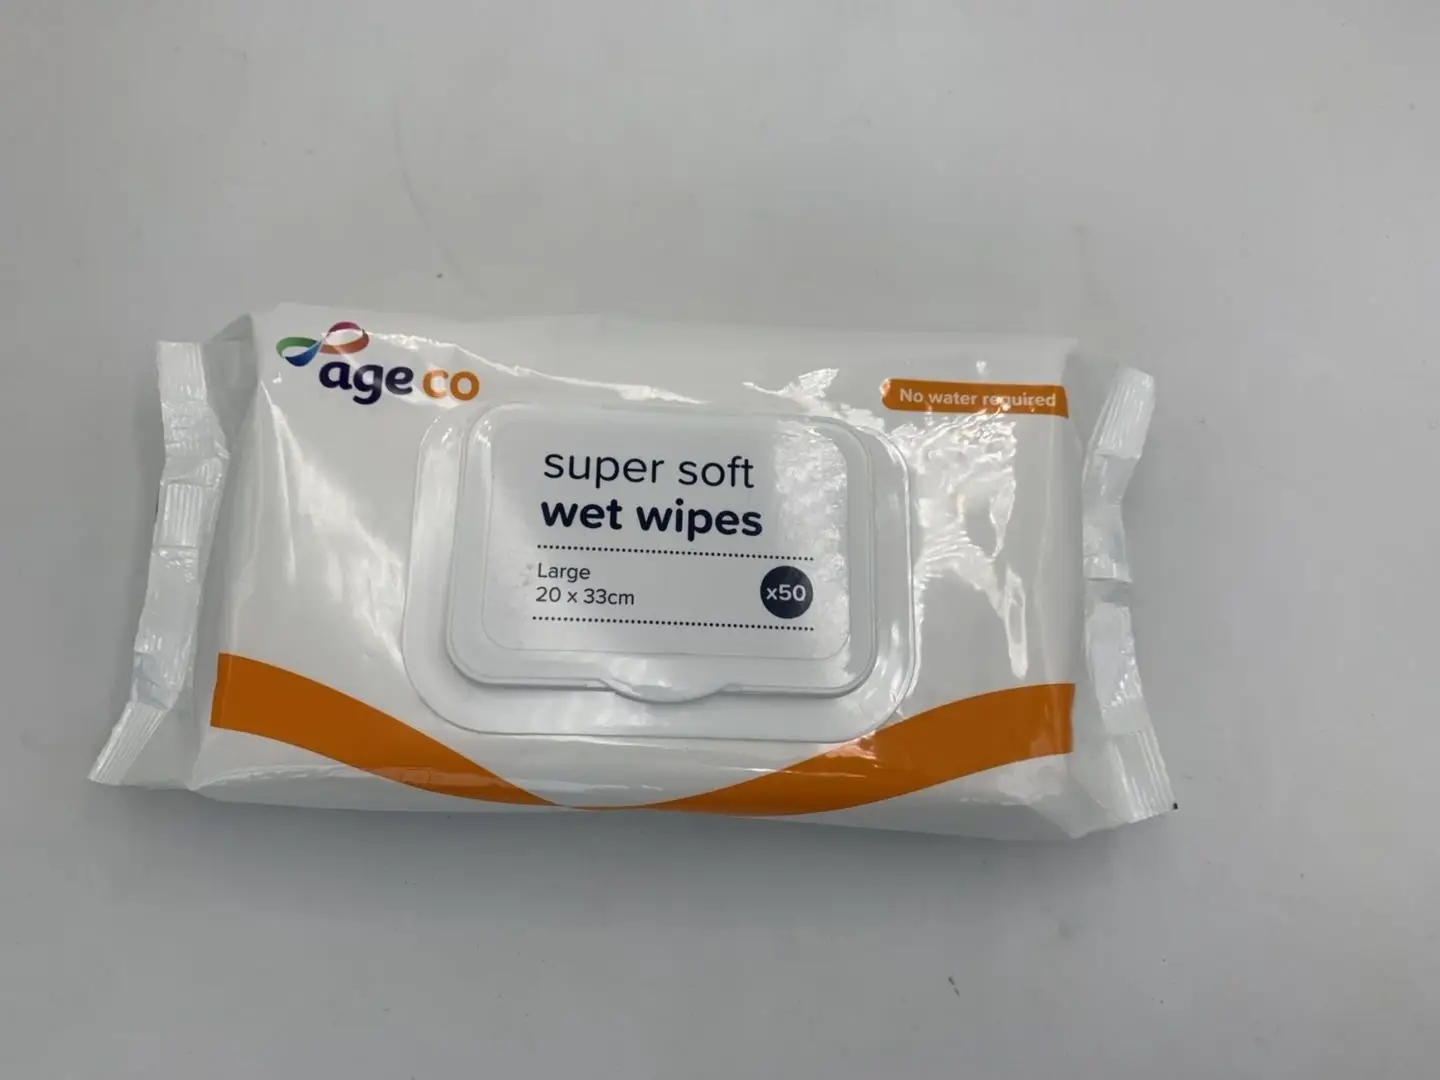 age co
No water required
super soft
wet wipes
Large
20 x 33cm
x50